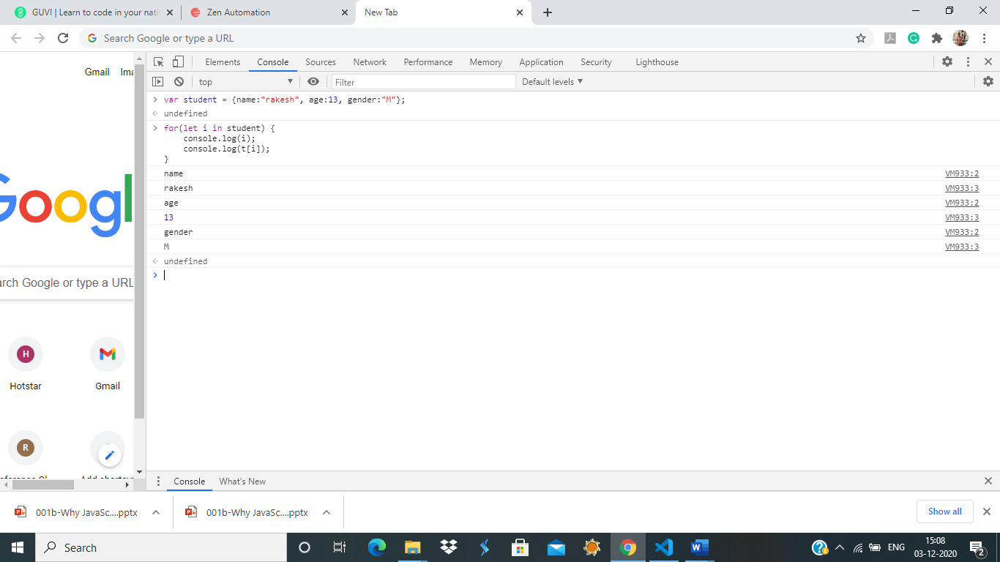 GUVI | Learn to code in your nati
Zen Automation
New Tab
Search Google or type a URL
Gmail Ima
Elements Console Sources Network Performance Memory Application Security Lighthouse
top Filter Default levels
var student = {name:"rakesh", age:13, gender:"M"};
undefined
for(let i in student) {
console.log(i);
console.log(t[i]);
}
name VM933:2
rakesh VM933:3
age VM933:2
13 VM933:3
gender VM933:2
M VM933:3
undefined
Googl
arch Google or type a URL
H
Hotstar Gmail
R
Console What's New
001b-Why JavaSc....pptx 001b-Why JavaSc....pptx Show all
Search
ENG
15:08
03-12-2020
2